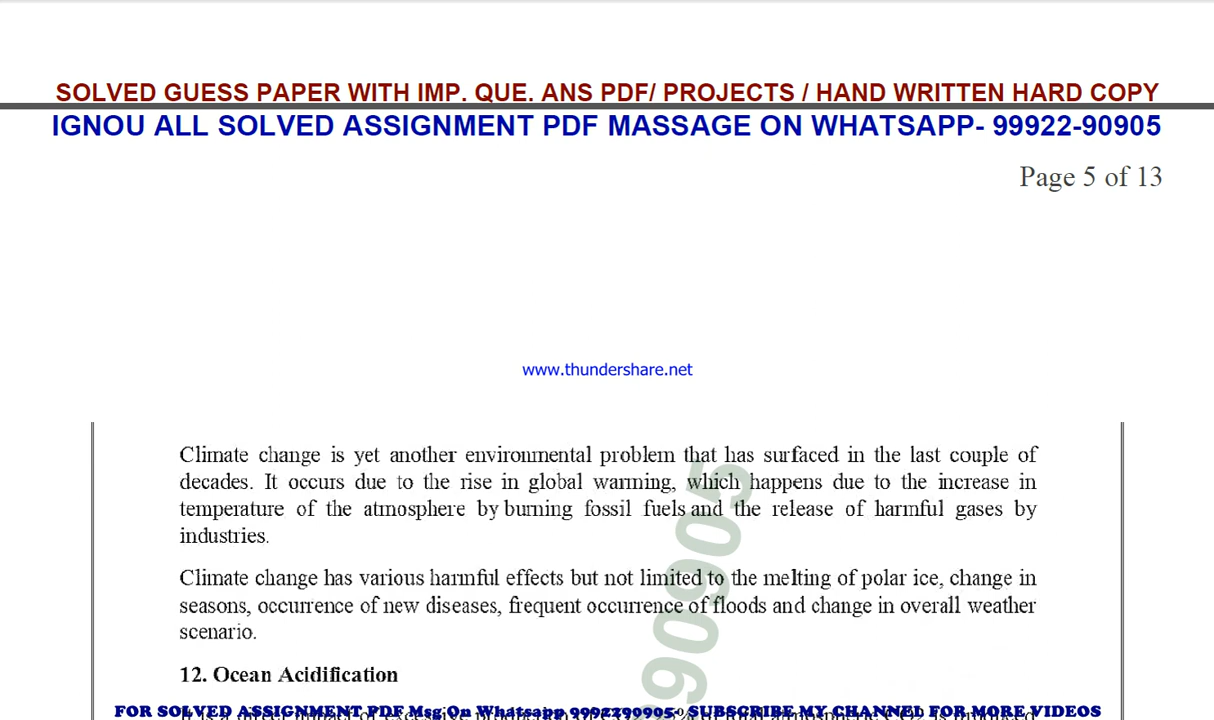 SOLVED GUESS PAPER WITH IMP. QUE. ANS PDF/ PROJECTS / HAND WRITTEN HARD COPY
IGNOU ALL SOLVED ASSIGNMENT PDF MASSAGE ON WHATSAPP- 99922-90905
Page 5 of 13
www.thundershare.net
Climate change is yet another environmental problem that has surfaced in the last couple of
decades. It occurs due to the rise in global warming, which happens due to the increase in
temperature of the atmosphere by burning fossil fuels and the release of harmful gases by
industries.
Climate change has various harmful effects but not limited to the melting of polar ice, change in
seasons, occurrence of new diseases, frequent occurrence of floods and change in overall weather
scenario.
12. Ocean Acidification
FOR SOLVED ASSIGNMENT PDF Msg On Whatsapp 9992290905- SUBSCRIBE MY CHANNEL FOR MORE VIDEOS
90905